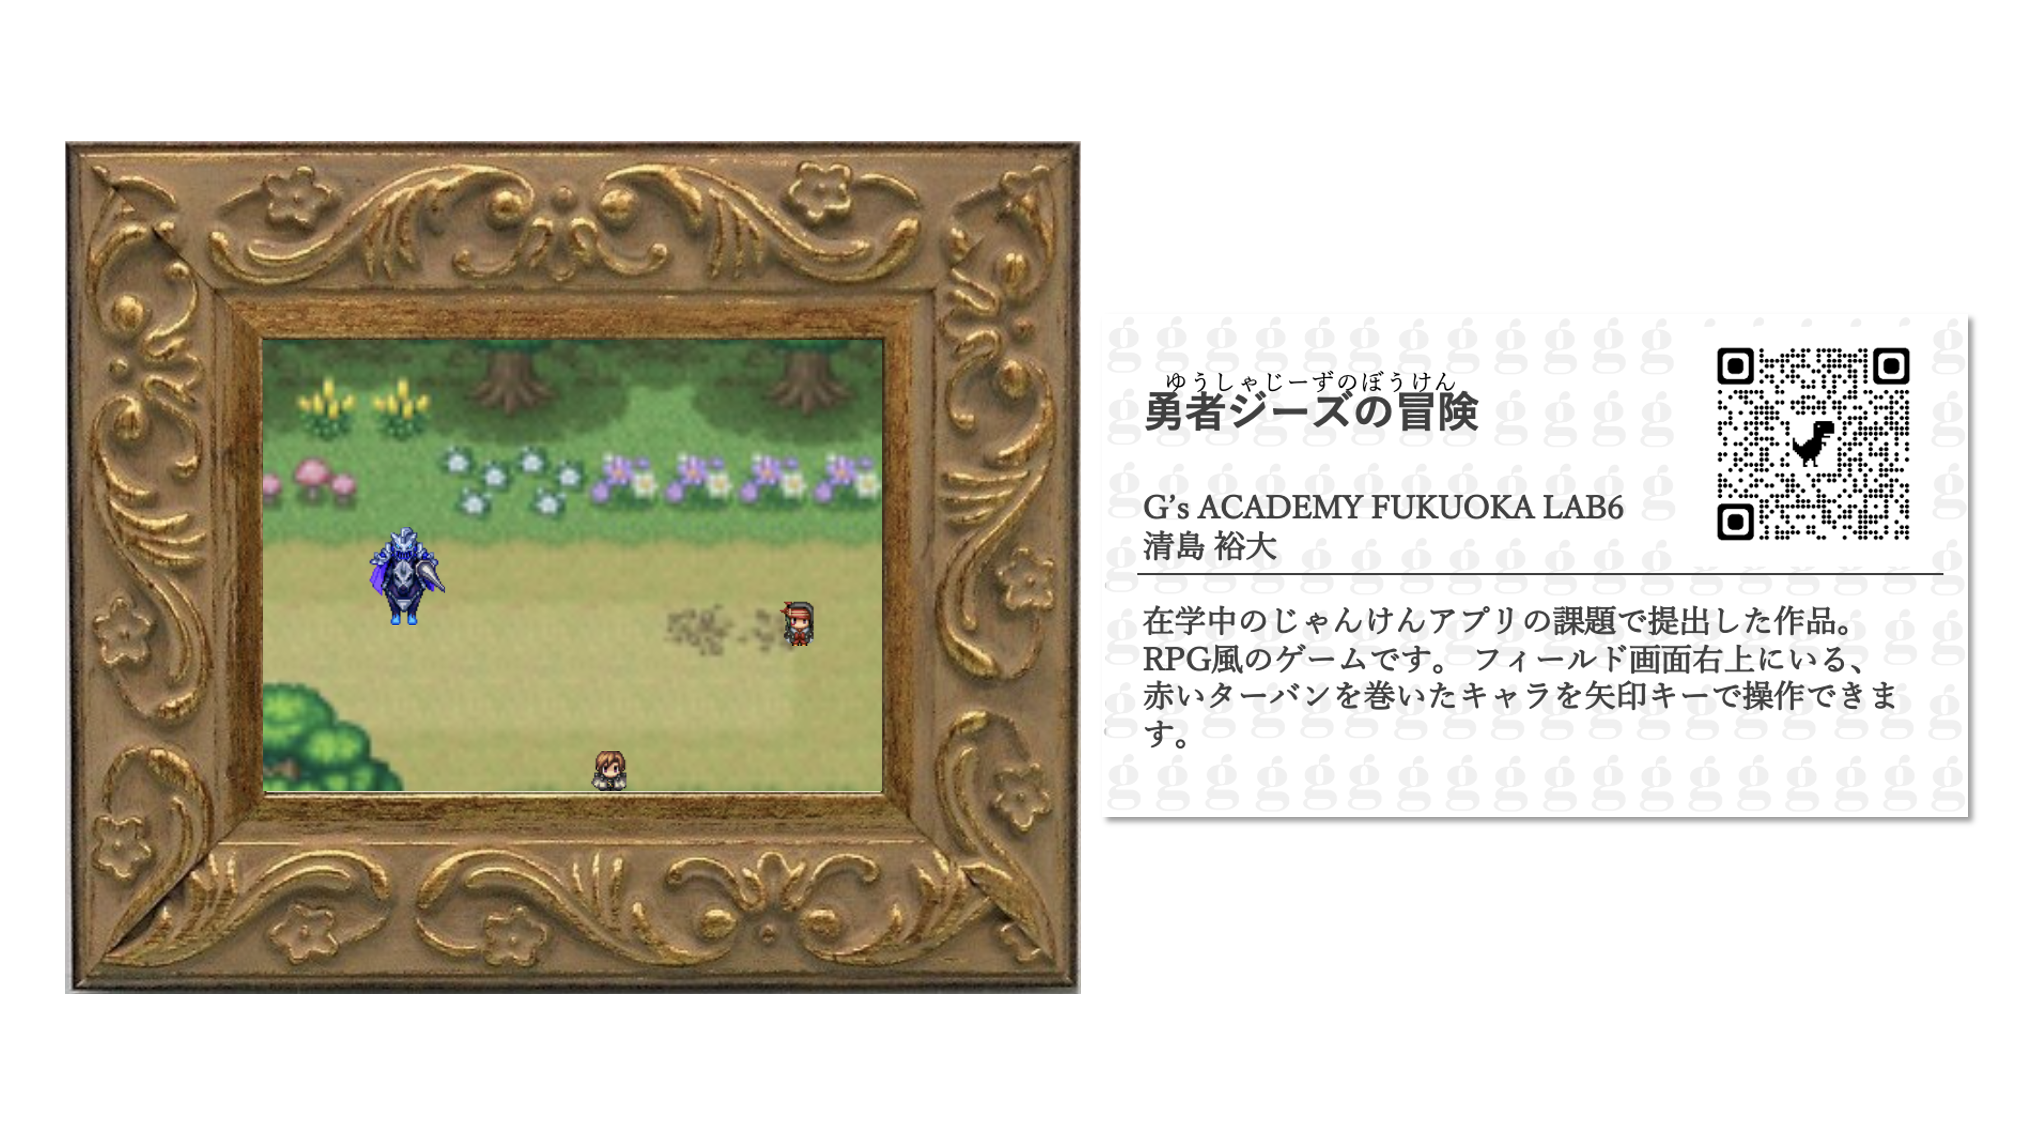 ゆうしゃじーずのぼうけん
勇者ジーズの冒険
G’s ACADEMY FUKUOKA LAB6
清島 裕大
在学中のじゃんけんアプリの課題で提出した作品。
RPG風のゲームです。 フィールド画面右上にいる、
赤いターバンを巻いたキャラを矢印キーで操作できま
す。